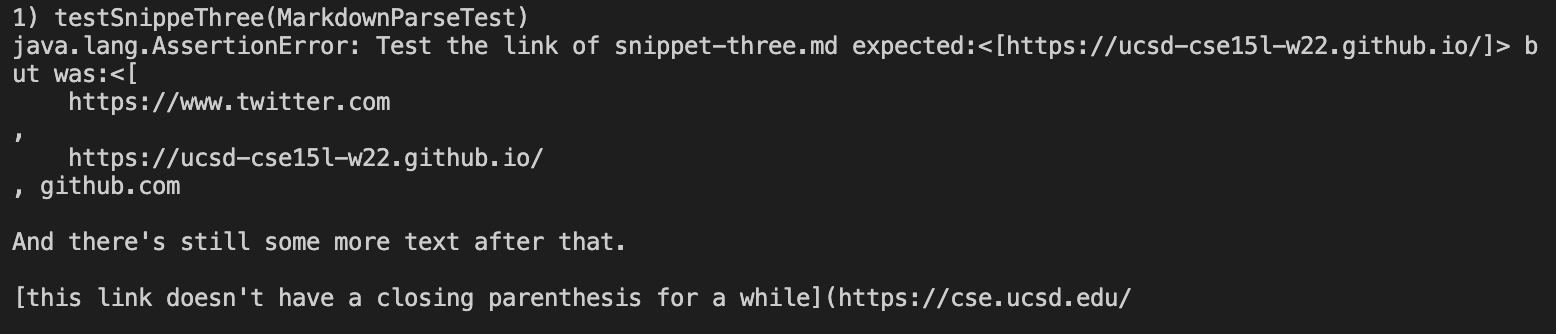 1) testSnippeThree(MarkdownParseTest)
java.lang.AssertionError: Test the link of snippet-three.md expected:<[https://ucsd-cse15l-w22.github.io/]> b
ut was:<[
    https://www.twitter.com
,
    https://ucsd-cse15l-w22.github.io/
, github.com

And there's still some more text after that.

[this link doesn't have a closing parenthesis for a while](https://cse.ucsd.edu/